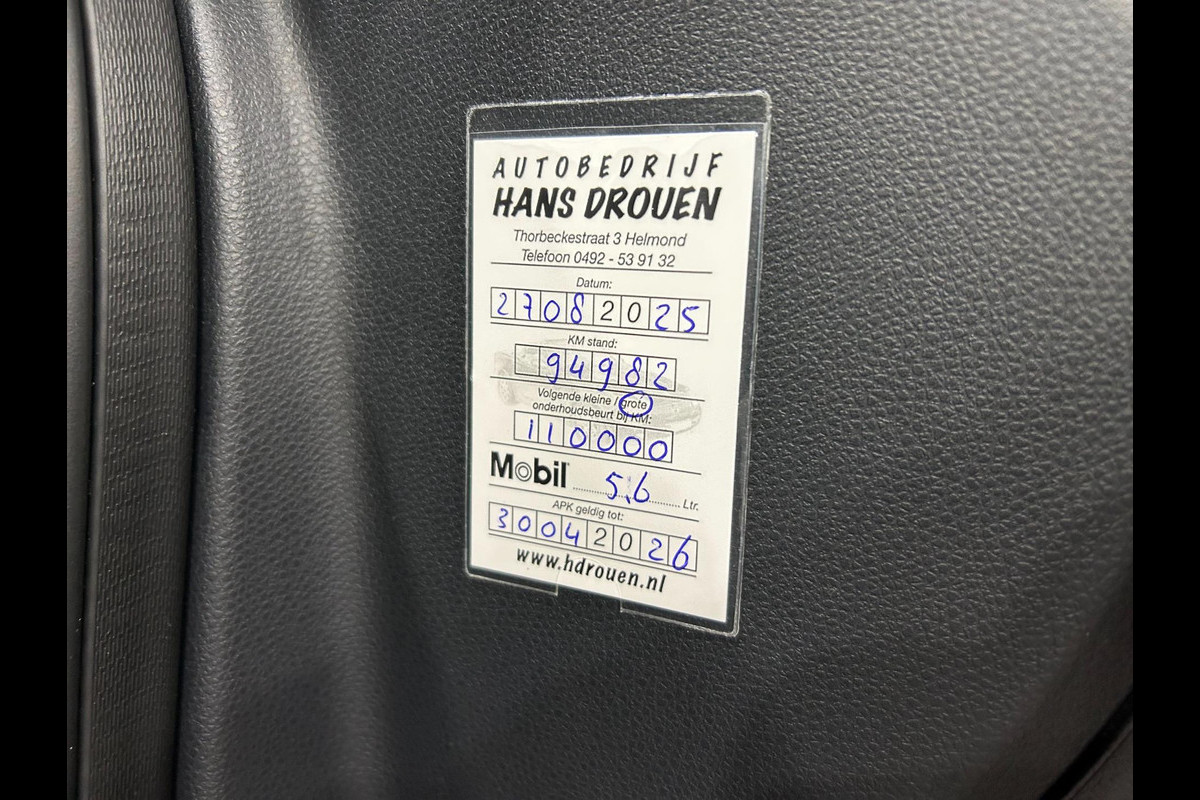 AUTOBEDRIJF
HANS DROUEN
Thorbeckestraat 3 Helmond
Telefoon 0492 - 53 91 32
Datum:
27082025
KM stand:
94982
Volgende kleine / grote
onderhoudsbeurt bij KM:
110000
Mobil 5.6 Ltr.
APK geldig tot:
30042026
www.hdrouen.nl